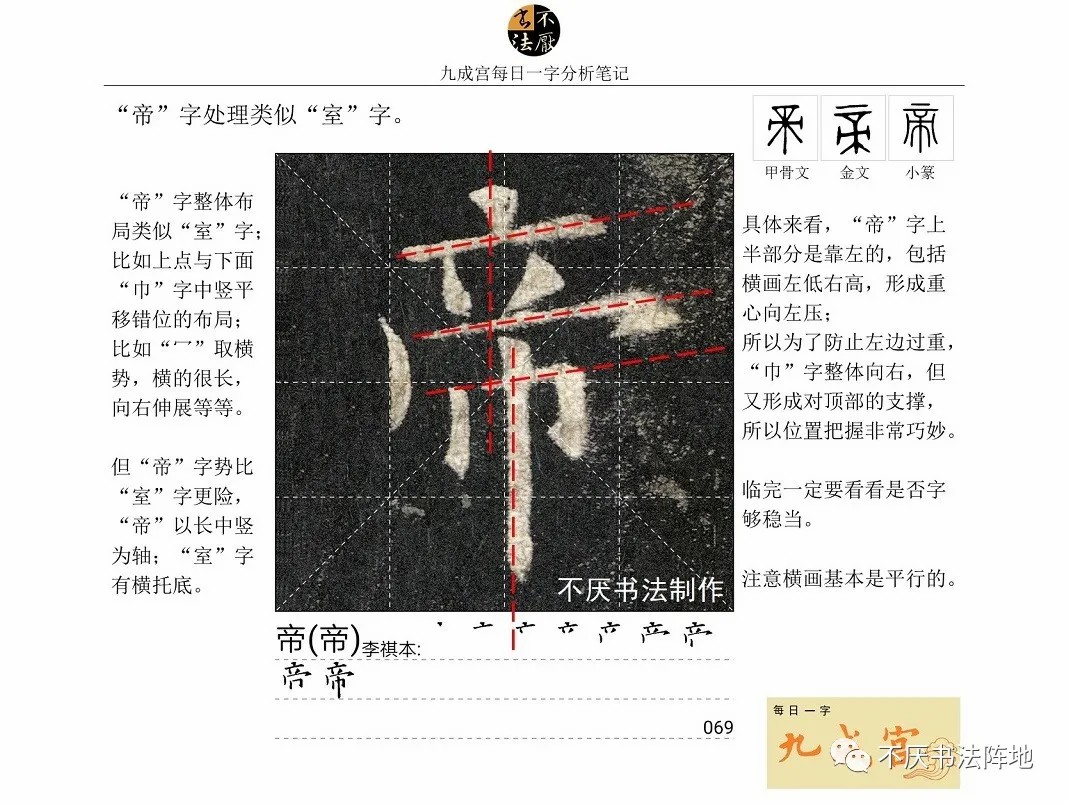 不厭书法
九成宫每日一字分析笔记
“帝”字处理类似“室”字。
甲骨文
金文
小篆
“帝”字整体布
局类似“室”字；
比如上点与下面
“巾”字中竖平
移错位的布局；
比如“冖”取横
势，横的很长，
向右伸展等等。
但“帝”字势比
“室”字更险，
“帝”以长中竖
为轴；“室”字
有横托底。
帝
不厌书法制作
具体来看，“帝”字上
半部分是靠左的，包括
横画左低右高，形成重
心向左压；
所以为了防止左边过重，
“巾”字整体向右，但
又形成对顶部的支撑，
所以位置把握非常巧妙。
临完一定要看看是否字
够稳当。
注意横画基本是平行的。
帝(帝)李祺本:
帝
069
每日一字
九成宫
不厌书法阵地